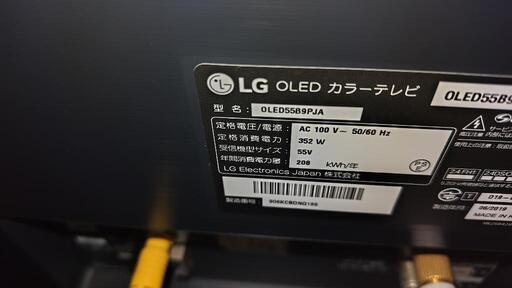 LG OLED カラーテレビ
OLED55B9
型 名: OLED55B9PJA
定格電圧/電源: AC 100 V~ 50/60 Hz
定格消費電力: 352 W
受信機型サイズ: 55V
年間消費電力量: 208 kWh/年
PSE
LG Electronics Japan 株式会社
製造番号:
06/2019
MADE IN